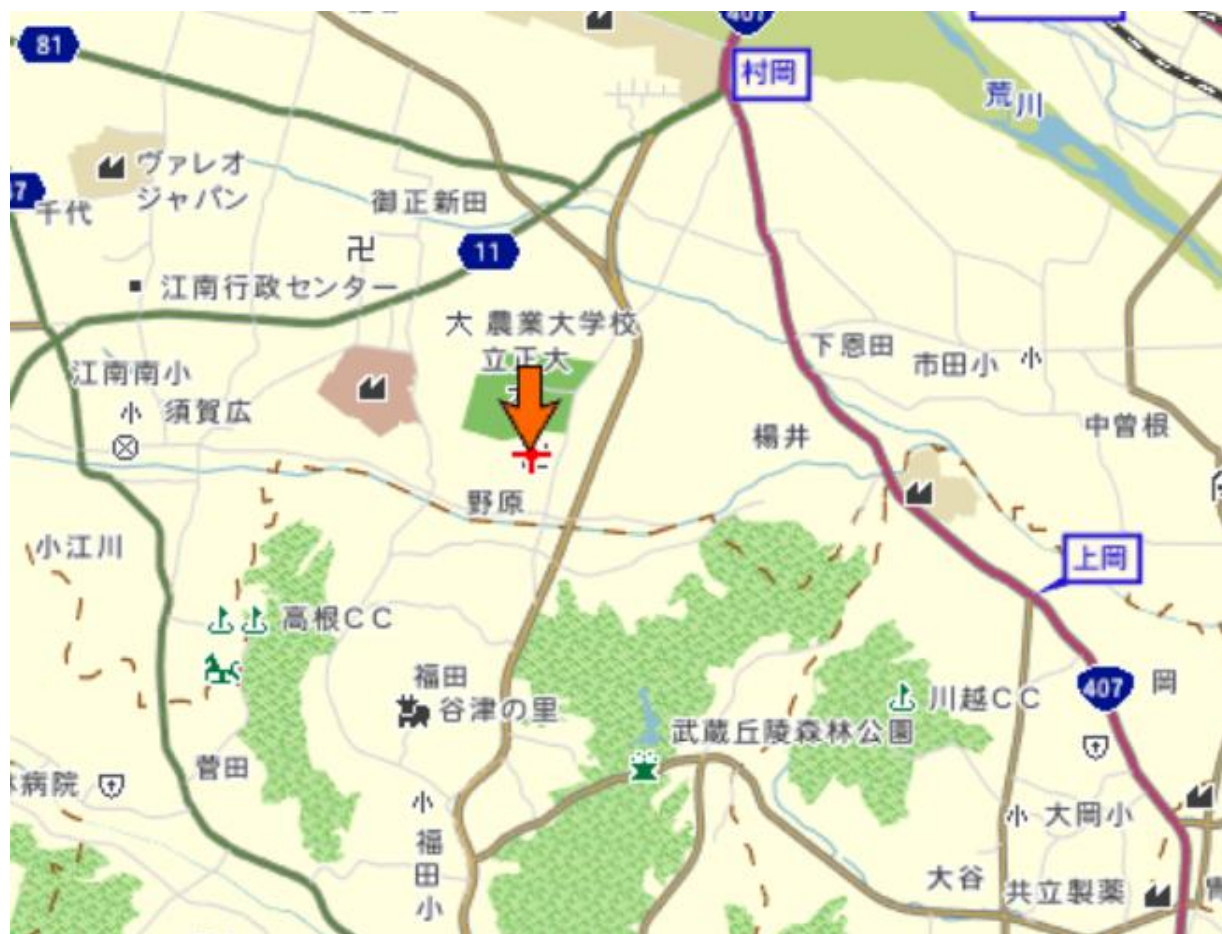 407
81
村岡
荒川
ヴァレオ
ジャパン
千代
御正新田
11
江南行政センター
大 農業大学校
立正大
下恩田
市田小
小
江南南小
小
須賀広
中曽根
楊井
野原
小江川
上岡
高根CC
福田
谷津の里
407
岡
川越CC
武蔵丘陵森林公園
菅田
病院
小
小
大岡小
福田小
大谷
共立製薬